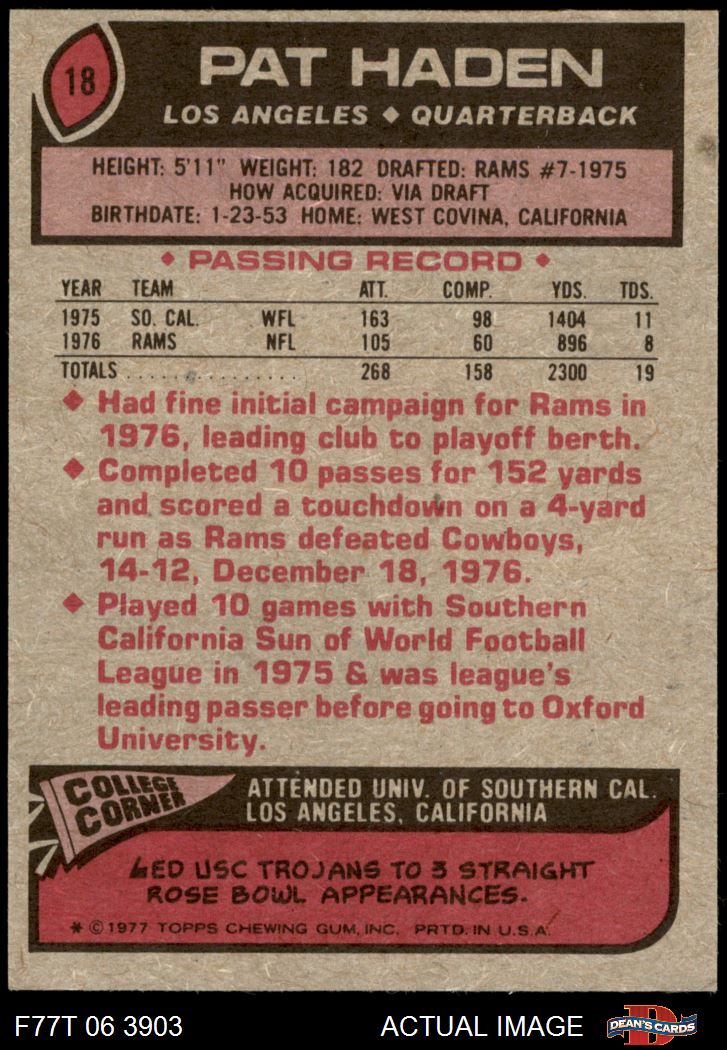 18
PAT HADEN
LOS ANGELES ◆ QUARTERBACK
HEIGHT: 5'11" WEIGHT: 182 DRAFTED: RAMS #7-1975
HOW ACQUIRED: VIA DRAFT
BIRTHDATE: 1-23-53 HOME: WEST COVINA, CALIFORNIA
◆ PASSING RECORD ◆
YEAR TEAM ATT. COMP. YDS. TDS.
1975 SO. CAL. WFL 163 98 1404 11
1976 RAMS NFL 105 60 896 8
TOTALS . . . . . . . . . . . . . . . . . 268 158 2300 19
◆ Had fine initial campaign for Rams in
1976, leading club to playoff berth.
◆ Completed 10 passes for 152 yards
and scored a touchdown on a 4-yard
run as Rams defeated Cowboys,
14-12, December 18, 1976.
◆ Played 10 games with Southern
California Sun of World Football
League in 1975 & was league's
leading passer before going to Oxford
University.
COLLEGE
CORNER
ATTENDED UNIV. OF SOUTHERN CAL.
LOS ANGELES, CALIFORNIA
LED USC TROJANS TO 3 STRAIGHT
ROSE BOWL APPEARANCES.
* © 1977 TOPPS CHEWING GUM, INC. PRTD. IN U.S.A.
F77T 06 3903 ACTUAL IMAGE
D
DEAN'S CARDS